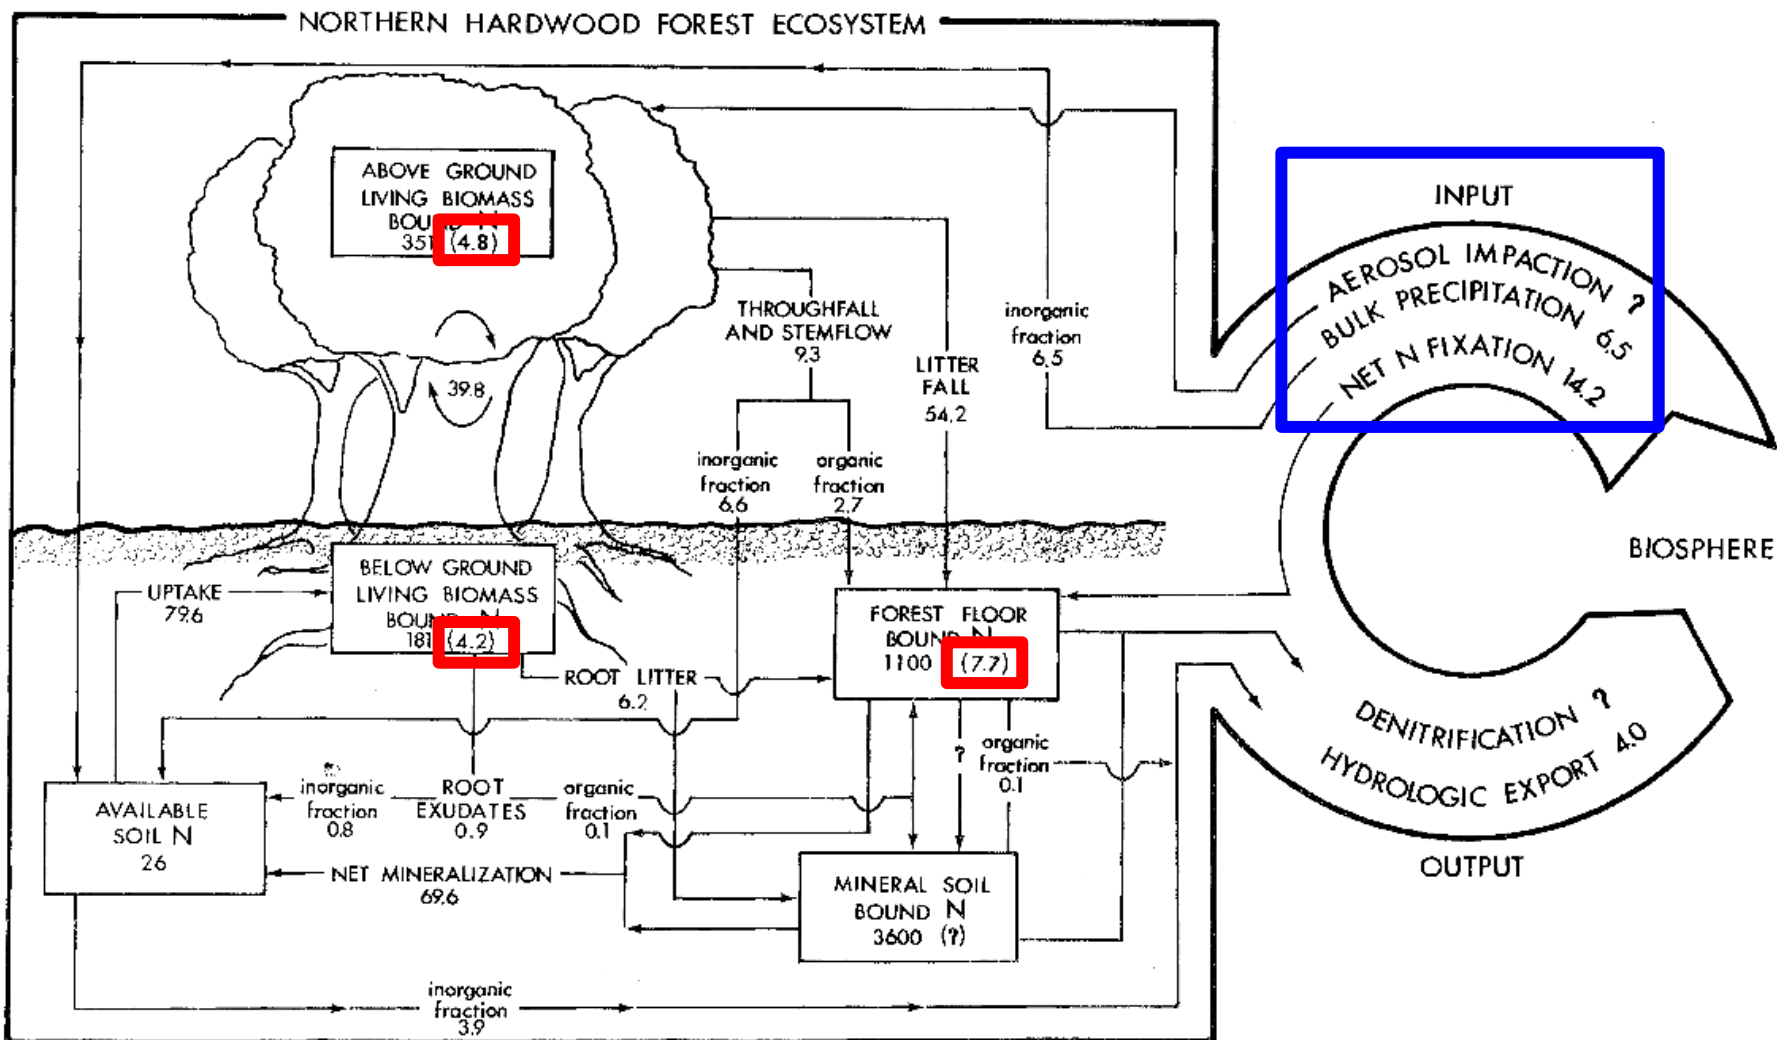 NORTHERN HARDWOOD FOREST ECOSYSTEM
ABOVE GROUND
LIVING BIOMASS
BOUND N
351 (4.8)
39.8
THROUGHFALL
AND STEMFLOW
9.3
inorganic
fraction
6.6
organic
fraction
2.7
LITTER
FALL
54.2
inorganic
fraction
6.5
INPUT
AEROSOL IMPACTION ?
BULK PRECIPITATION 6.5
NET N FIXATION 14.2
BIOSPHERE
UPTAKE
79.6
BELOW GROUND
LIVING BIOMASS
BOUND N
181 (4.2)
ROOT LITTER
6.2
FOREST FLOOR
BOUND N
1100 (7.7)
?
organic
fraction
0.1
DENITRIFICATION ?
HYDROLOGIC EXPORT 4.0
OUTPUT
AVAILABLE
SOIL N
26
inorganic
fraction
0.8
ROOT
EXUDATES
0.9
organic
fraction
0.1
NET MINERALIZATION
69.6
MINERAL SOIL
BOUND N
3600 (?)
inorganic
fraction
3.9